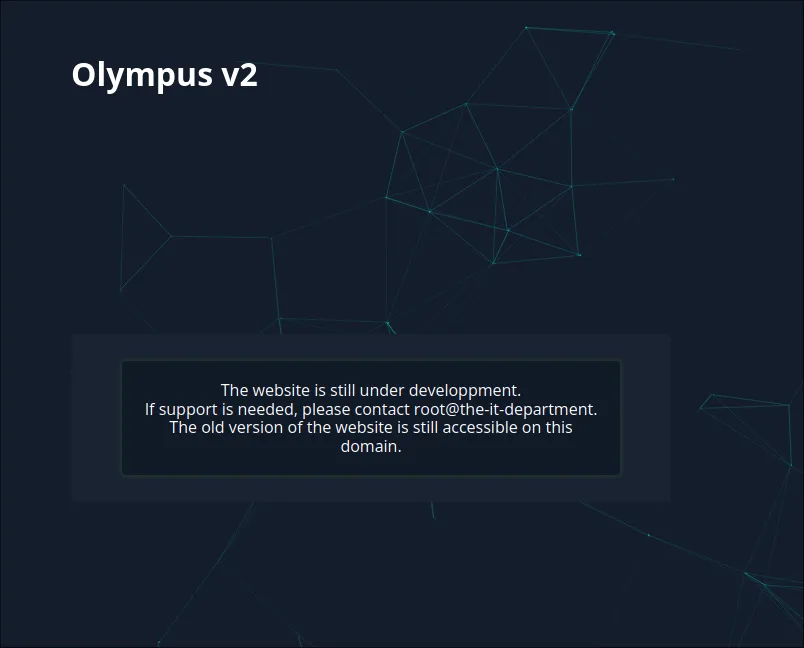 Olympus v2
The website is still under developpment.
If support is needed, please contact root@the-it-department.
The old version of the website is still accessible on this
domain.